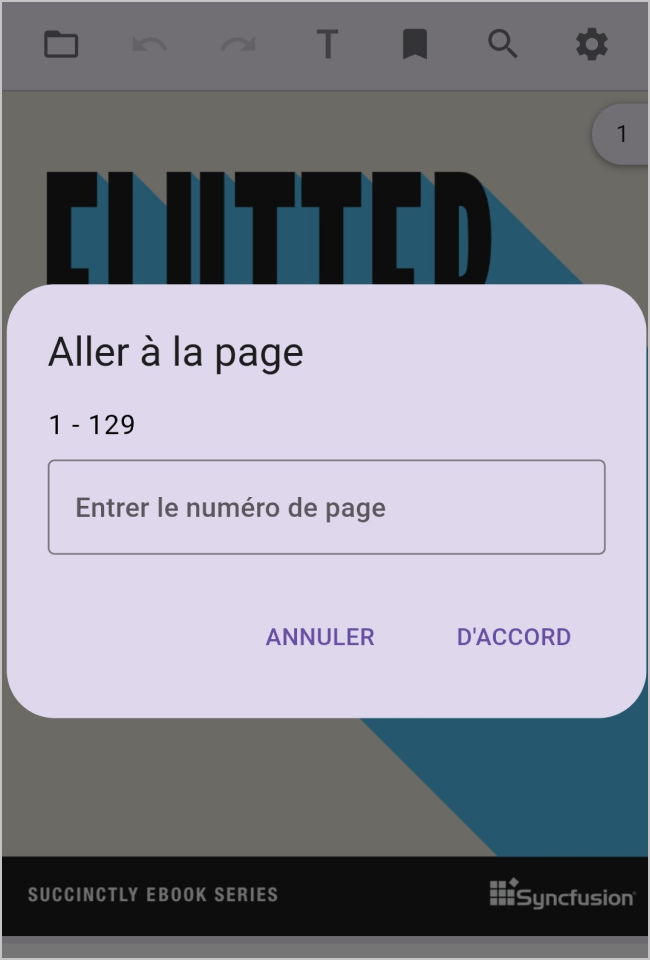 T
1
FLUTTER
Aller à la page
1 - 129
Entrer le numéro de page
ANNULER
D'ACCORD
SUCCINCTLY EBOOK SERIES
Syncfusion